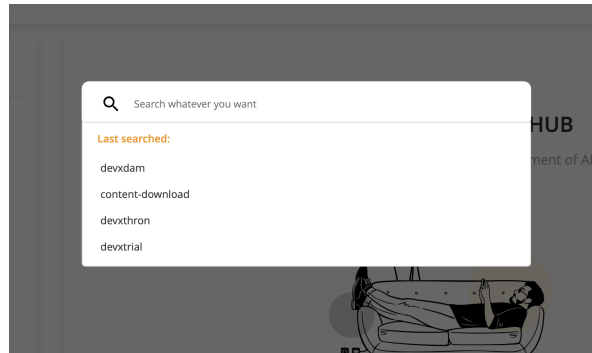 Search whatever you want
HUB
Last searched:
ment of
devxdam
content-download
devxthron
devxtrial